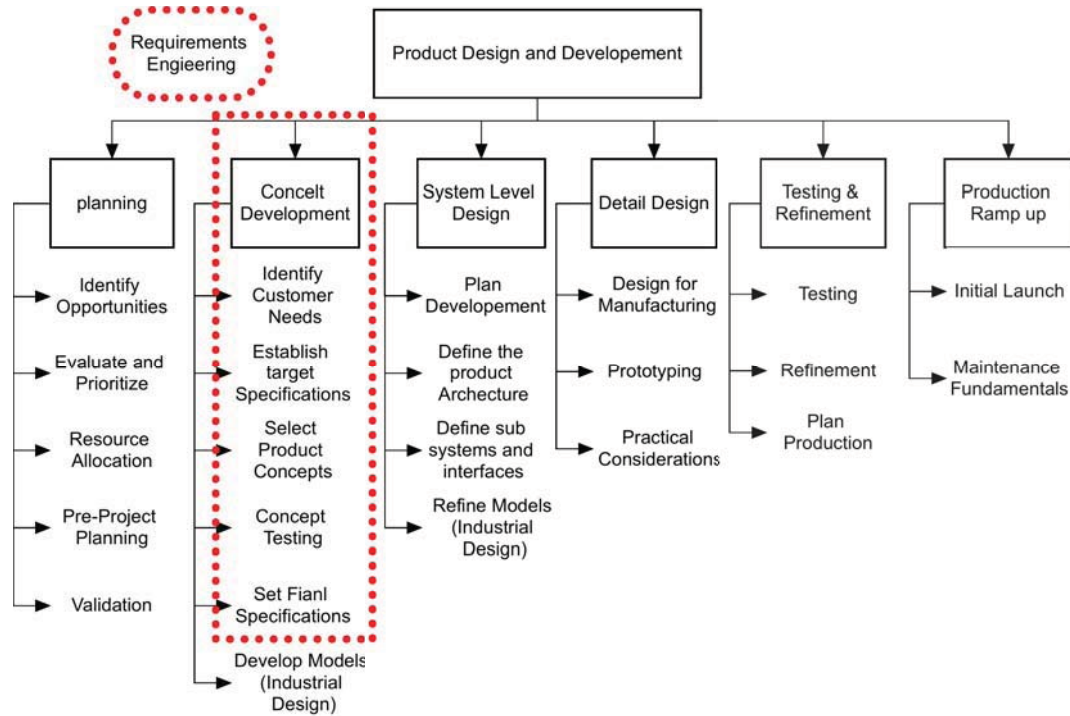 Requirements
Engieering
Product Design and Developement
planning
Concelt
Development
System Level
Design
Detail Design
Testing &
Refinement
Production
Ramp up
Identify
Opportunities
Evaluate and
Prioritize
Resource
Allocation
Pre-Project
Planning
Validation
Identify
Customer
Needs
Establish
target
Specifications
Select
Product
Concepts
Concept
Testing
Set Fianl
Specifications
Develop Models
(Industrial
Design)
Plan
Developement
Define the
product
Archecture
Define sub
systems and
interfaces
Refine Models
(Industrial
Design)
Design for
Manufacturing
Prototyping
Practical
Considerations
Testing
Refinement
Plan
Production
Initial Launch
Maintenance
Fundamentals